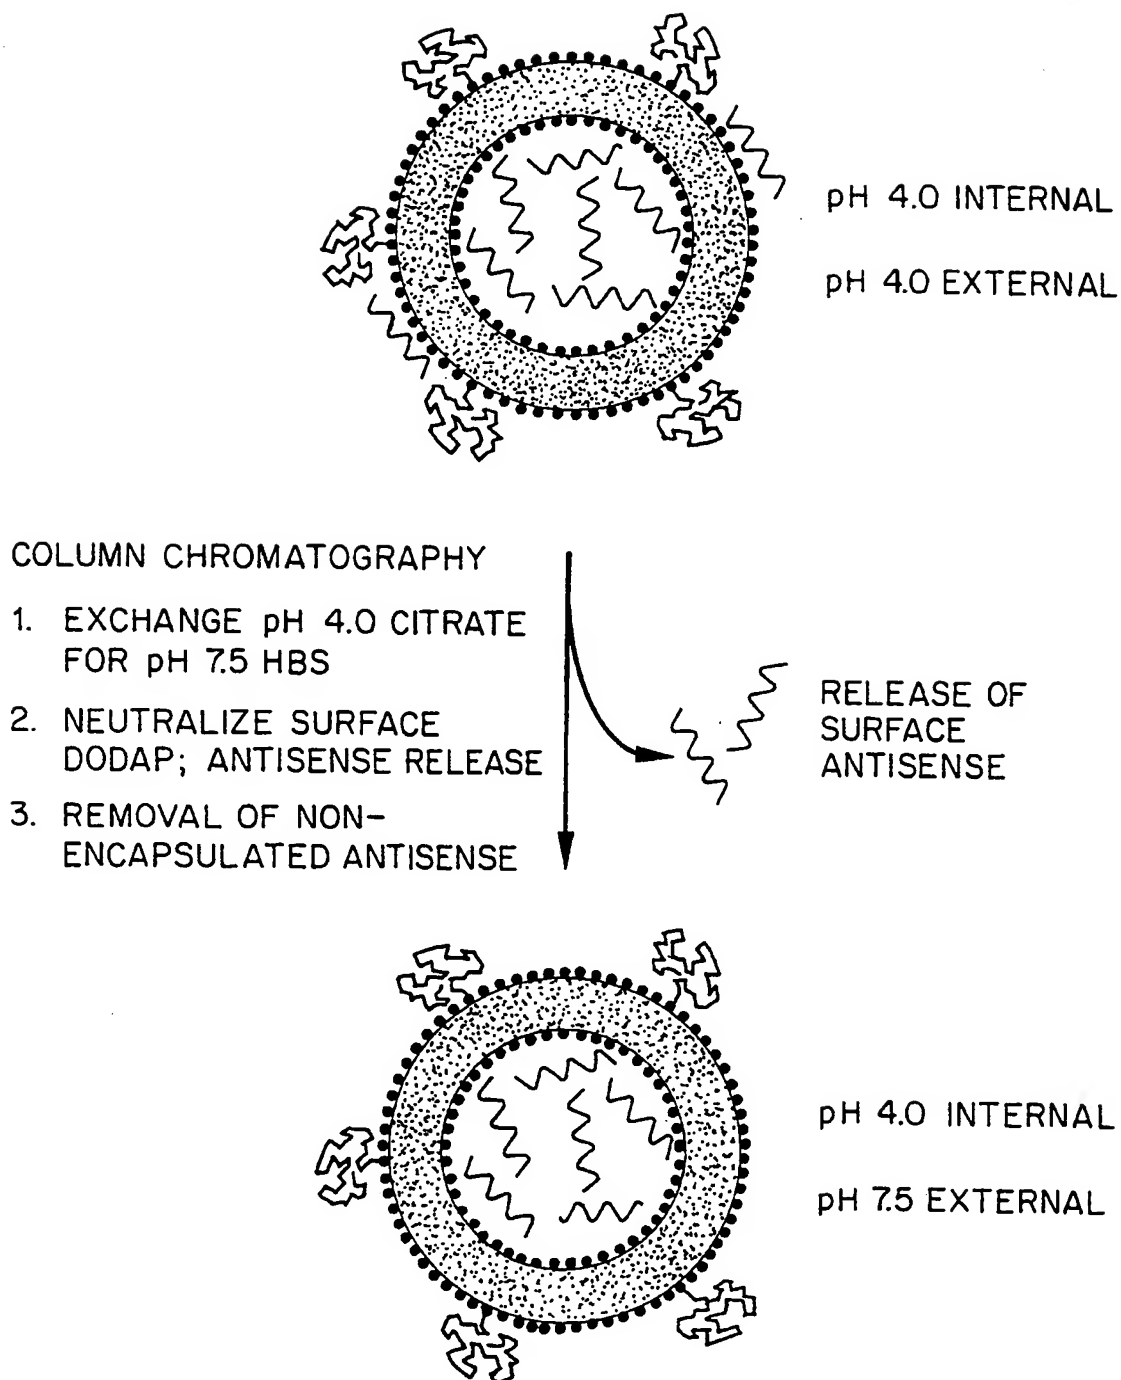 pH 4.0 INTERNAL
pH 4.0 EXTERNAL
COLUMN CHROMATOGRAPHY
1. EXCHANGE pH 4.0 CITRATE
FOR pH 7.5 HBS
2. NEUTRALIZE SURFACE
DODAP; ANTISENSE RELEASE
3. REMOVAL OF NON-
ENCAPSULATED ANTISENSE
RELEASE OF
SURFACE
ANTISENSE
pH 4.0 INTERNAL
pH 7.5 EXTERNAL